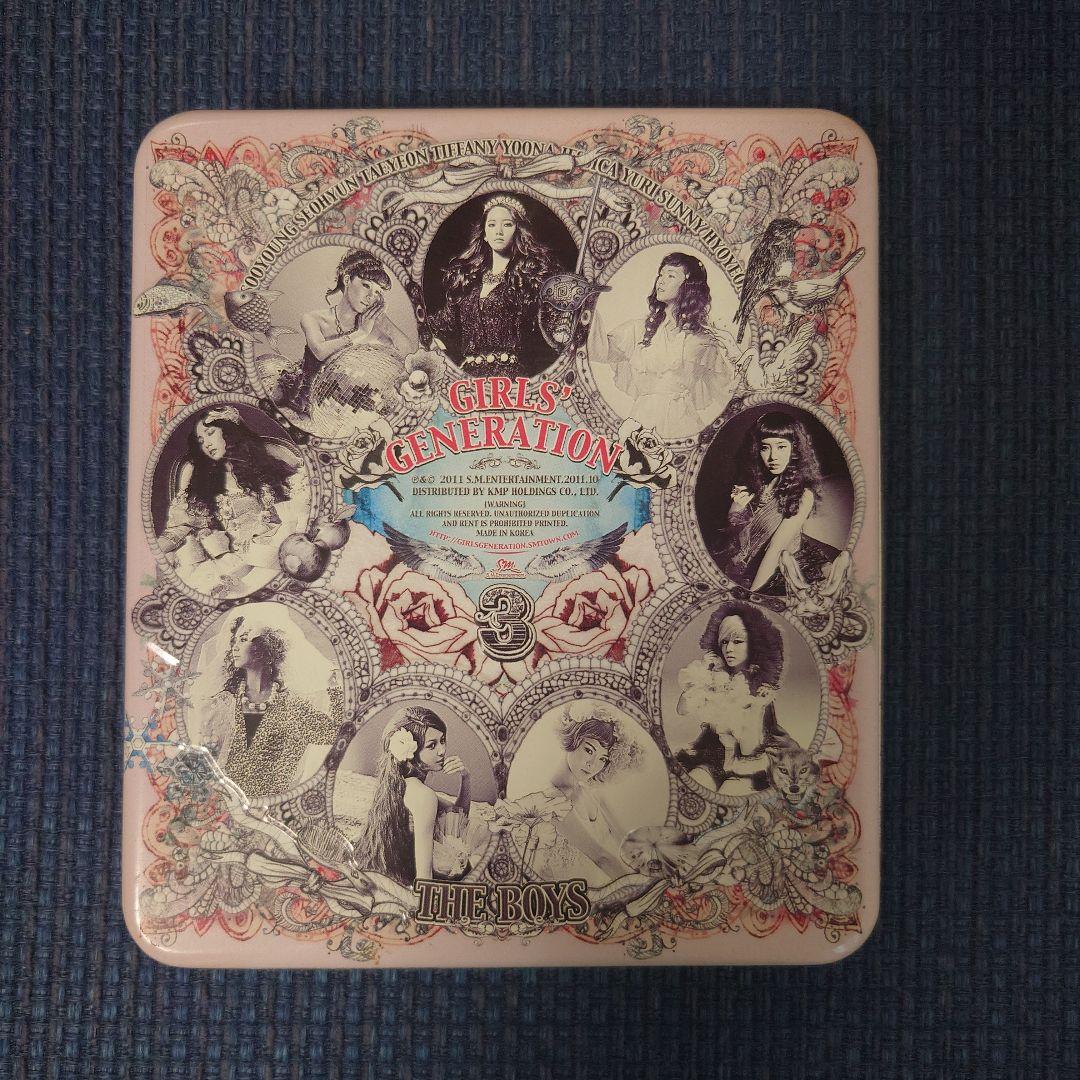 SEOHYUN TAEYEON TIFFANY YOONA YURI SUNNY
GIRLS'
GENERATION
℗ & © 2011 S.M.ENTERTAINMENT.2011.10
DISTRIBUTED BY KMP HOLDINGS CO., LTD.
[WARNING]
ALL RIGHTS RESERVED. UNAUTHORIZED DUPLICATION
AND RENT IS PROHIBITED PRINTED.
MADE IN KOREA
HTTP://GIRLSGENERATION.SMTOWN.COM
SM
3
THE BOYS